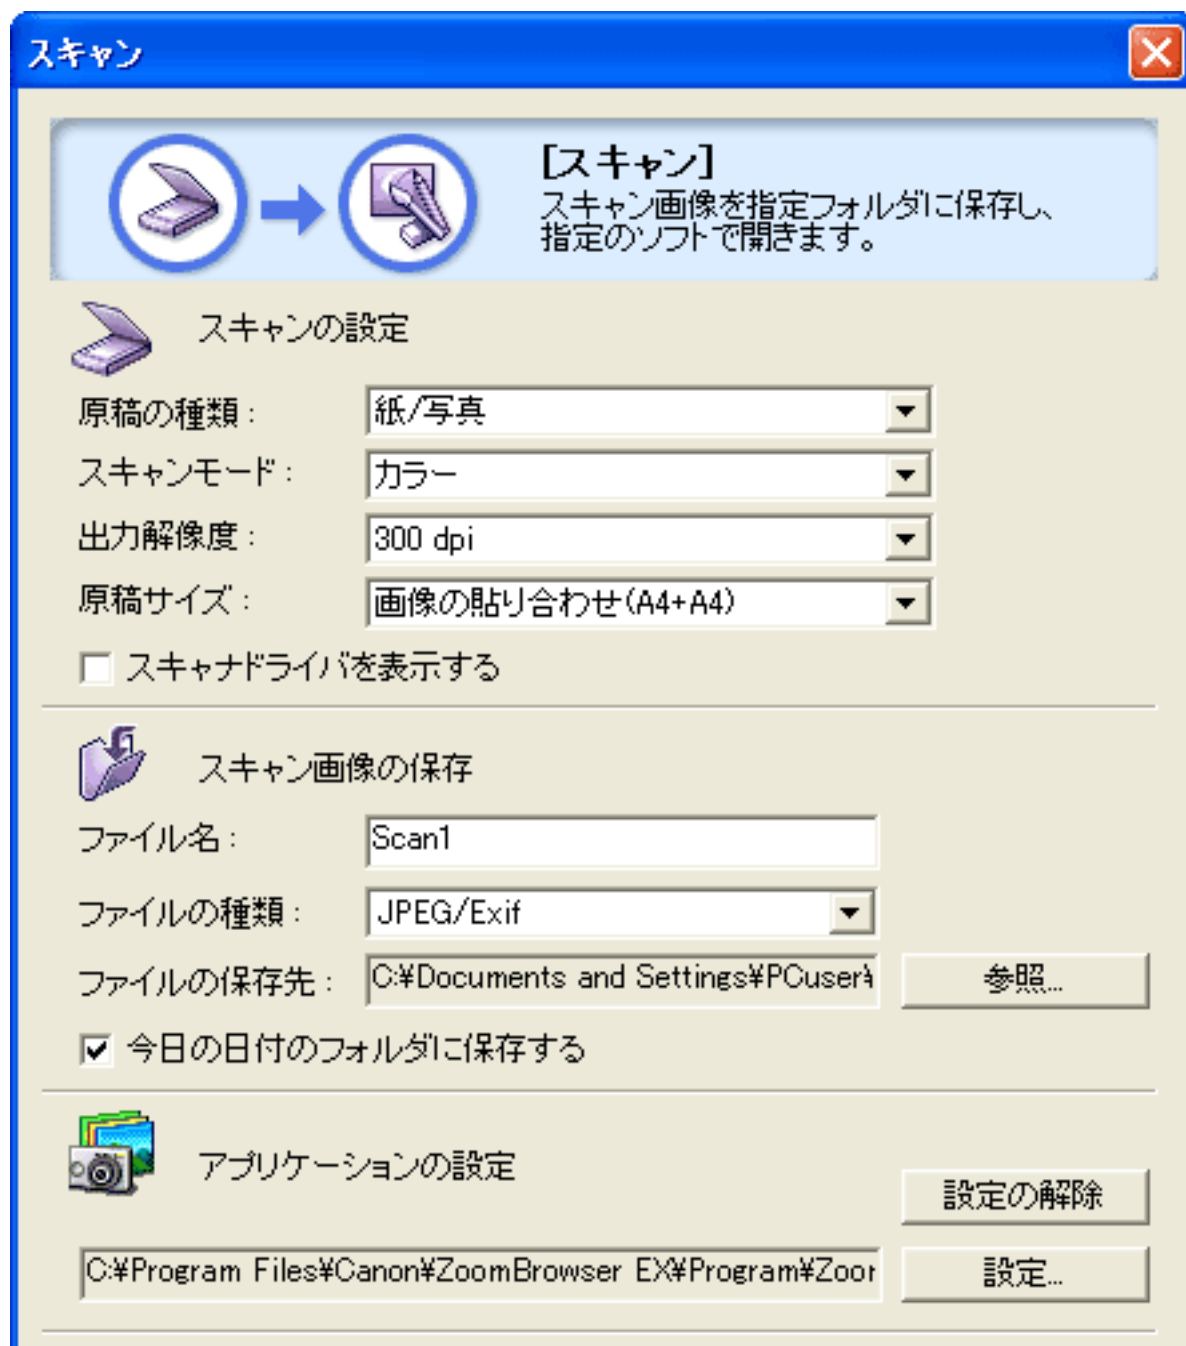 スキャン
[スキャン]
スキャン画像を指定フォルダに保存し、
指定のソフトで開きます。
スキャンの設定
原稿の種類：
紙/写真
スキャンモード：
カラー
出力解像度：
300 dpi
原稿サイズ：
画像の貼り合わせ(A4+A4)
スキャナドライバを表示する
スキャン画像の保存
ファイル名：
Scan1
ファイルの種類：
JPEG/Exif
ファイルの保存先：
C:¥Documents and Settings¥PCuser¥
参照...
今日の日付のフォルダに保存する
アプリケーションの設定
設定の解除
C:¥Program Files¥Canon¥ZoomBrowser EX¥Program¥Zoor
設定...